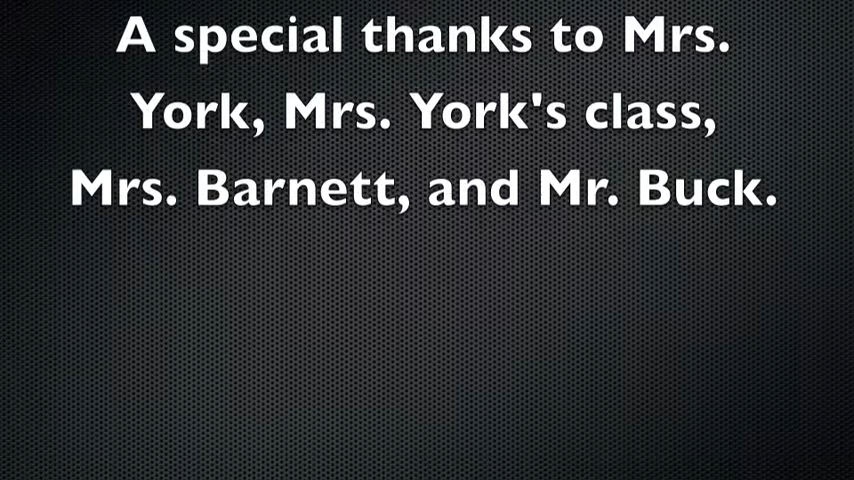 A special thanks to Mrs.
York, Mrs. York's class,
Mrs. Barnett, and Mr. Buck.